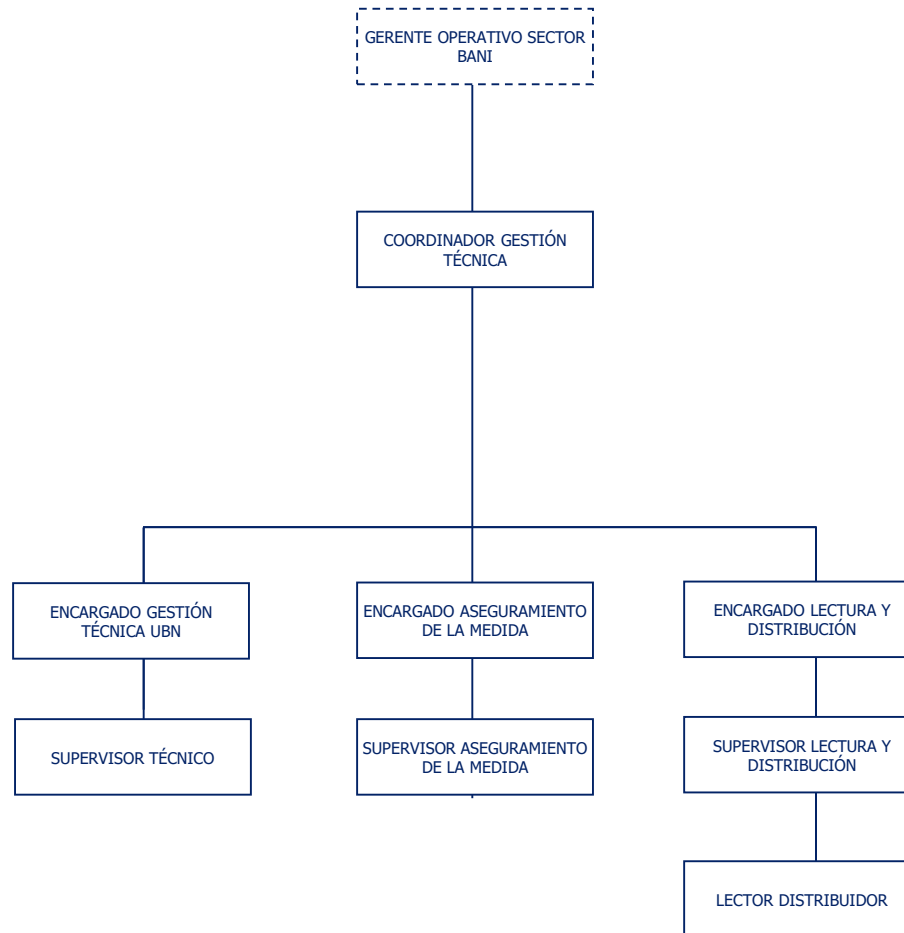 GERENTE OPERATIVO SECTOR
BANI
COORDINADOR GESTIÓN
TÉCNICA
ENCARGADO GESTIÓN
TÉCNICA UBN
ENCARGADO ASEGURAMIENTO
DE LA MEDIDA
ENCARGADO LECTURA Y
DISTRIBUCIÓN
SUPERVISOR TÉCNICO
SUPERVISOR ASEGURAMIENTO
DE LA MEDIDA
SUPERVISOR LECTURA Y
DISTRIBUCIÓN
LECTOR DISTRIBUIDOR